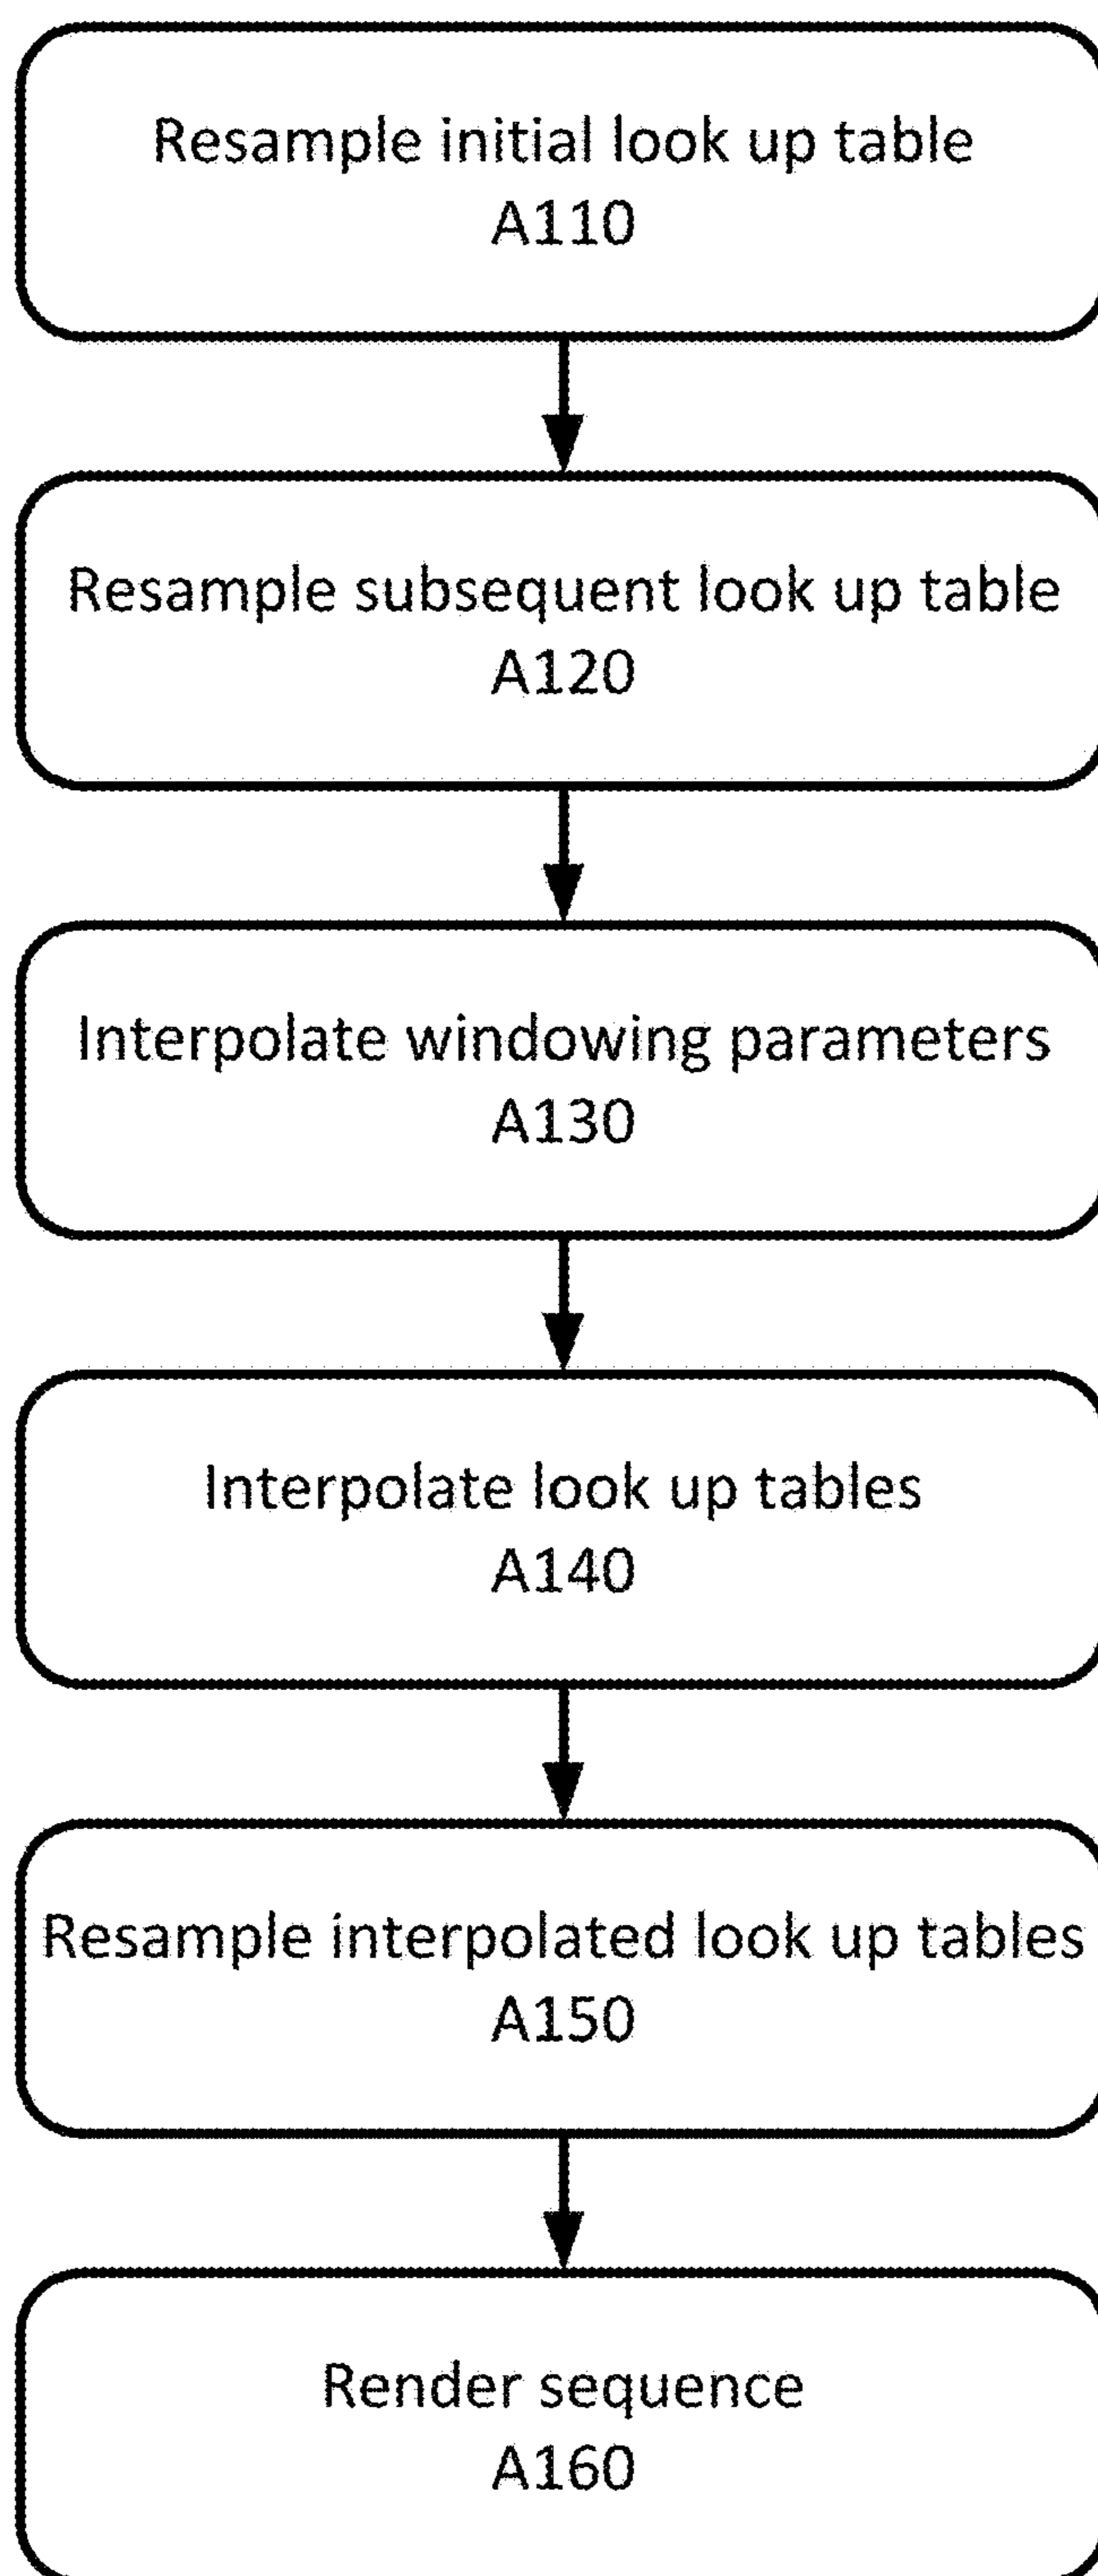 Resample initial look up table
A110
Resample subsequent look up table
A120
Interpolate windowing parameters
A130
Interpolate look up tables
A140
Resample interpolated look up tables
A150
Render sequence
A160